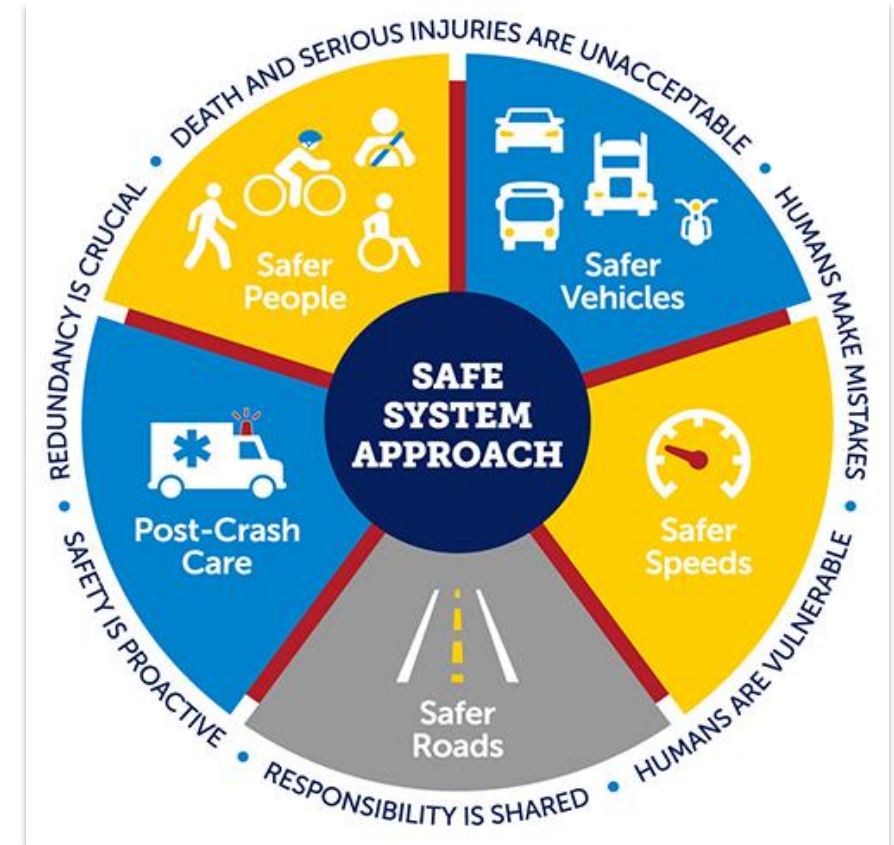 DEATH AND SERIOUS INJURIES ARE UNACCEPTABLE
HUMANS MAKE MISTAKES
HUMANS ARE VULNERABLE
RESPONSIBILITY IS SHARED
SAFETY IS PROACTIVE
REDUNDANCY IS CRUCIAL
Safer
People
Safer
Vehicles
SAFE
SYSTEM
APPROACH
Post-Crash
Care
Safer
Speeds
Safer
Roads